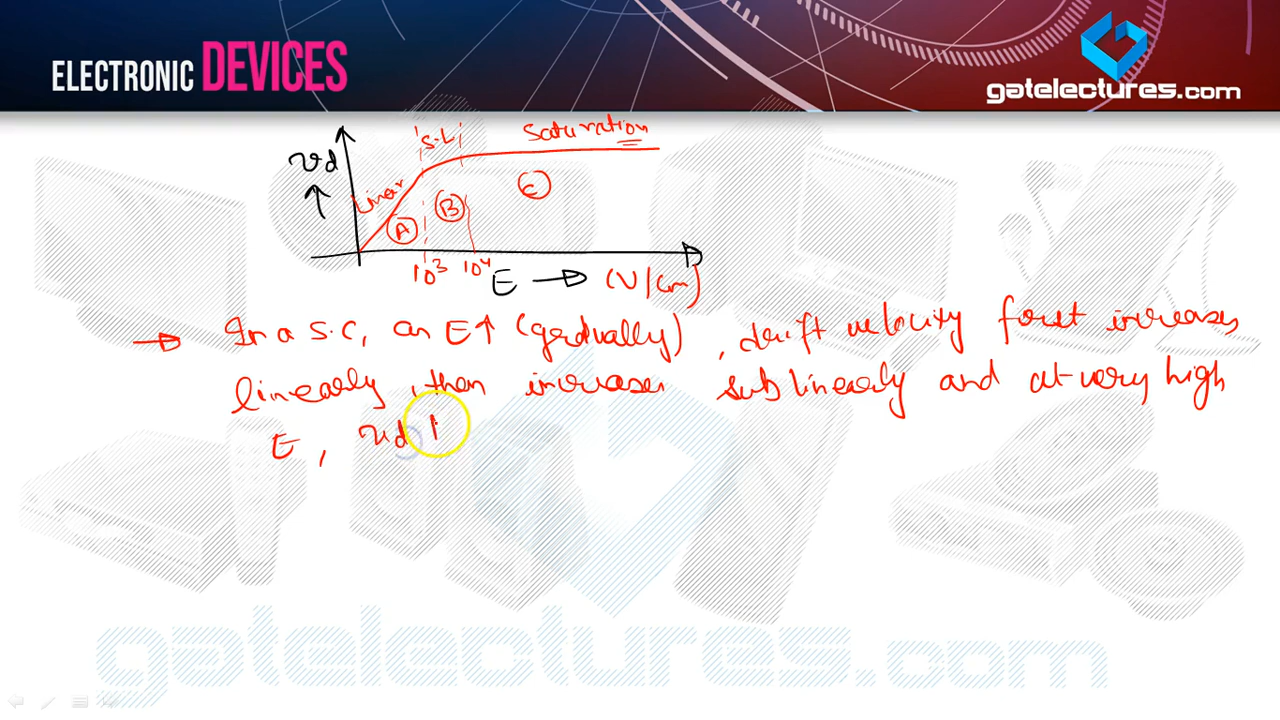 ELECTRONIC DEVICES
gatelectures.com
S.L
Saturation
vd
↑
Linear
A
B
C
10³
10⁴
E → (V/Cm)
→ In a S.C, an E↑ (gradually), drift velocity first increases
linearly, then increases sublinearly and at very high
E, vd
gatelectures.com